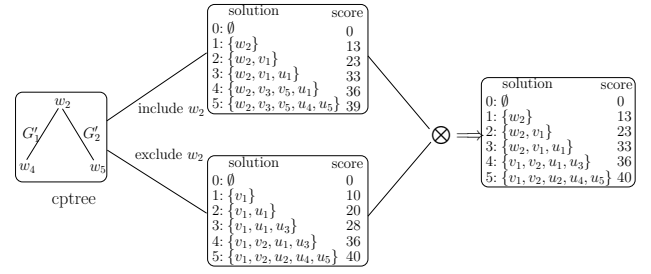 w₂
G′₁ G′₂
w₄ w₅
cptree
include w₂
exclude w₂
solution score
0: ∅ 0
1: {w₂} 13
2: {w₂, v₁} 23
3: {w₂, v₁, u₁} 33
4: {w₂, v₃, v₅, u₁} 36
5: {w₂, v₃, v₅, u₄, u₅} 39
solution score
0: ∅ 0
1: {v₁} 10
2: {v₁, u₁} 20
3: {v₁, u₁, u₃} 28
4: {v₁, v₂, u₁, u₃} 36
5: {v₁, v₂, u₂, u₄, u₅} 40
⊗ ⟹
solution score
0: ∅ 0
1: {w₂} 13
2: {w₂, v₁} 23
3: {w₂, v₁, u₁} 33
4: {v₁, v₂, u₁, u₃} 36
5: {v₁, v₂, u₂, u₄, u₅} 40